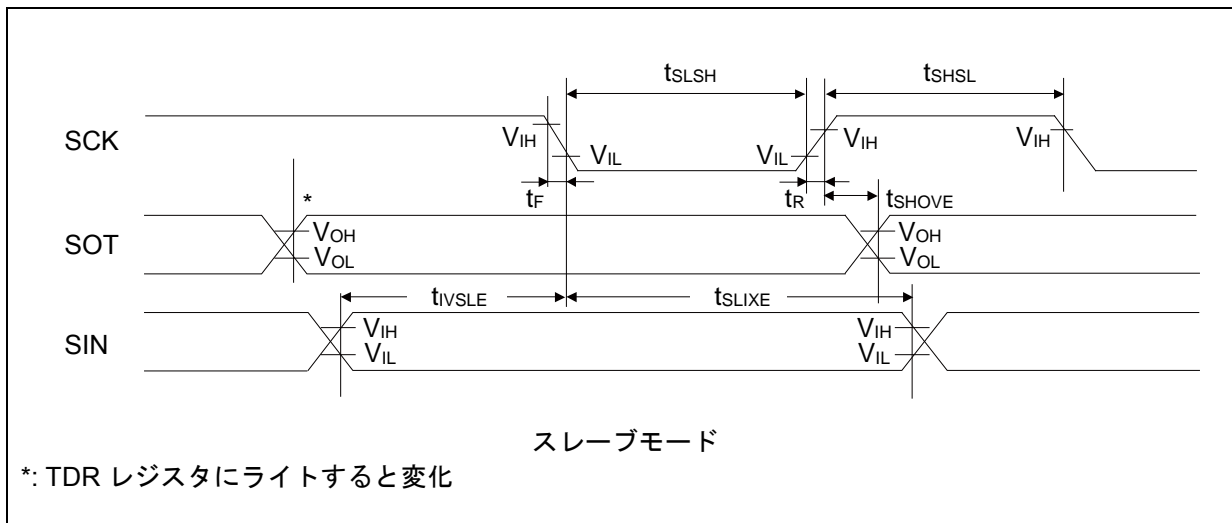 tSLSH tSHSL
SCK VIH VIL VIL VIH VIH
tF tR tSHOVE
*
SOT VOH VOL VOH VOL
tIVSLE tSLIXE
SIN VIH VIL VIH VIL
スレーブモード
*: TDR レジスタにライトすると変化